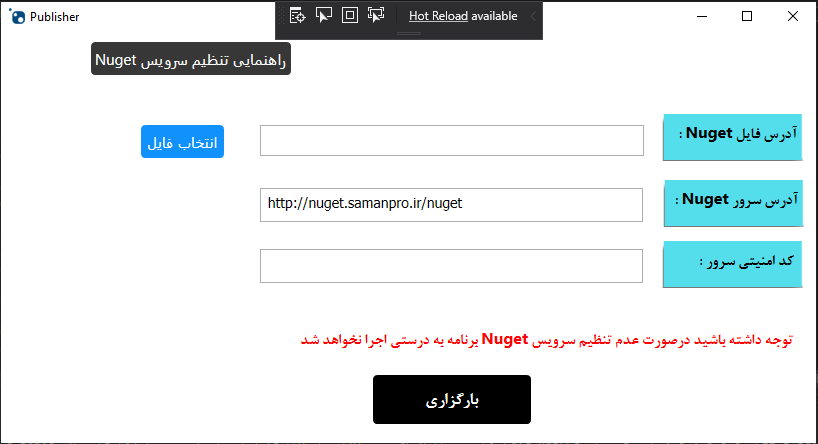 Publisher
Hot Reload available
راهنمایی تنظیم سرویس Nuget
آدرس فایل Nuget :
انتخاب فایل
آدرس سرور Nuget :
http://nuget.samanpro.ir/nuget
کد امنیتی سرور :
توجه داشته باشید درصورت عدم تنظیم سرویس Nuget برنامه به درستی اجرا نخواهد شد
بارگزاری